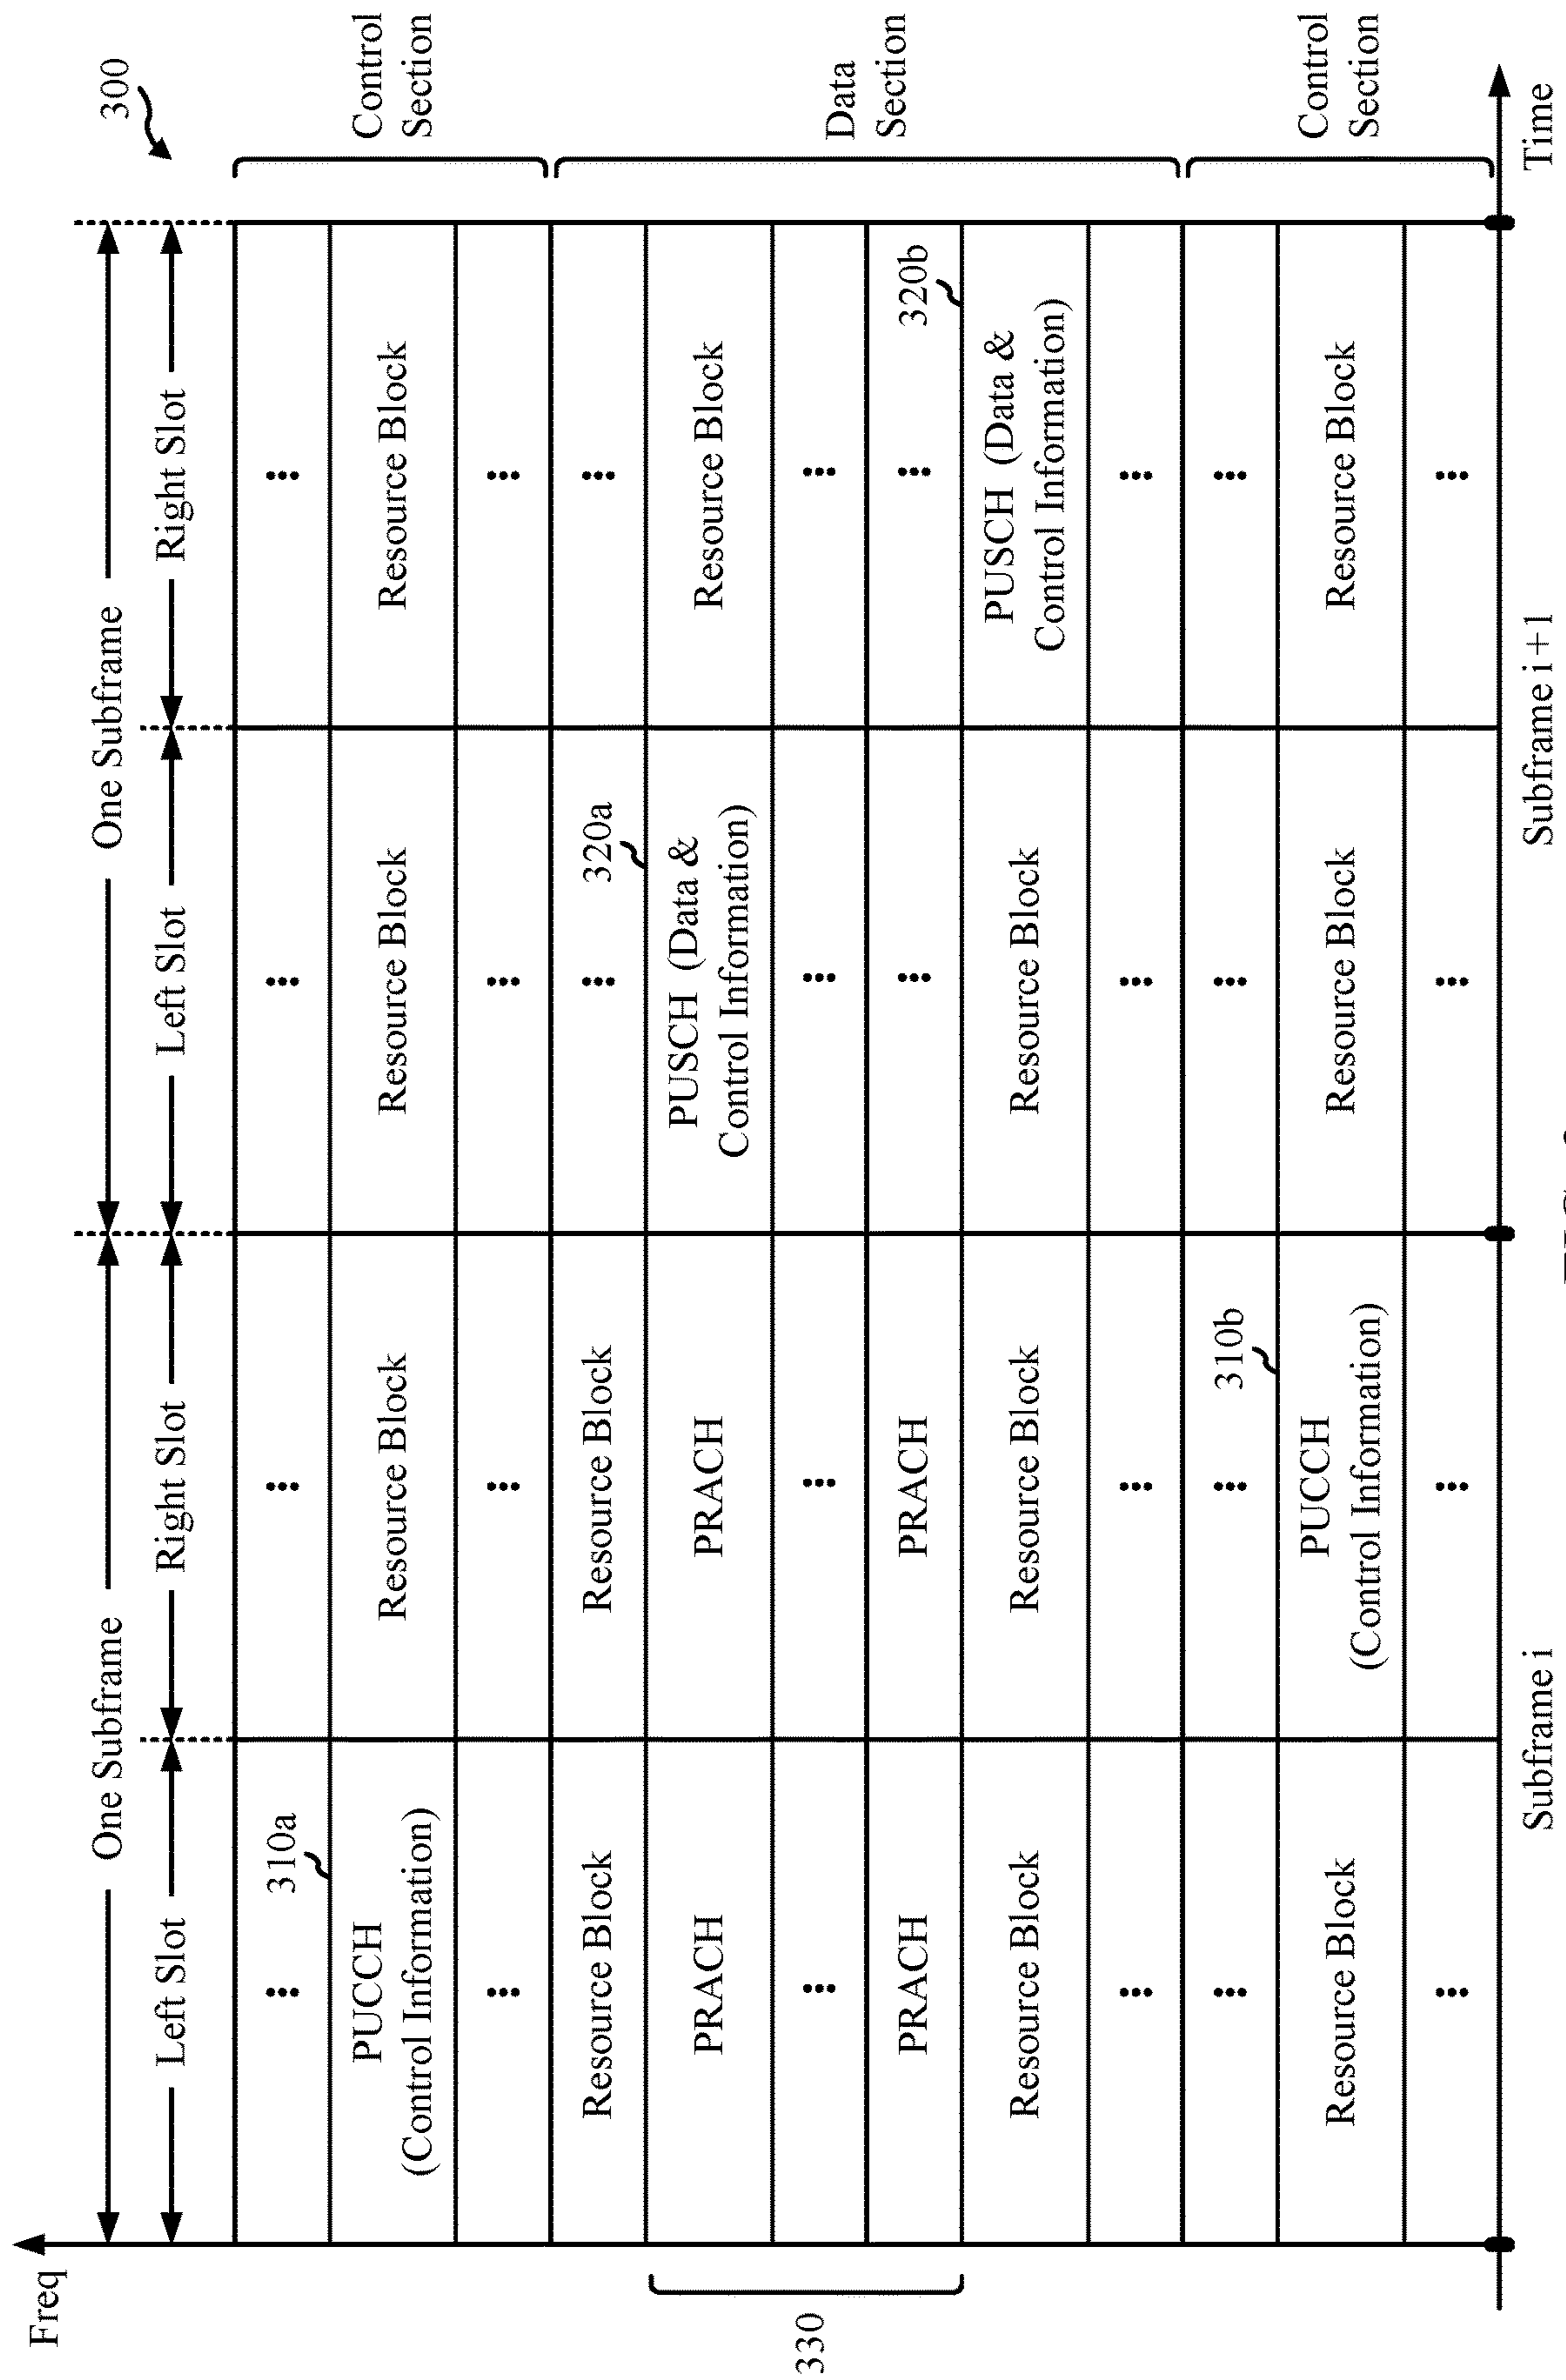 Freq
300
One Subframe
One Subframe
Left Slot
Right Slot
Left Slot
Right Slot
310a
PUCCH
(Control Information)
Resource Block
Resource Block
Resource Block
Control
Section
Resource Block
Resource Block
320a
330
PRACH
PRACH
PUSCH (Data &
Control Information)
Resource Block
Data
Section
PRACH
PRACH
320b
Resource Block
Resource Block
Resource Block
PUSCH (Data &
Control Information)
310b
Resource Block
PUCCH
(Control Information)
Resource Block
Resource Block
Control
Section
Subframe i
Subframe i+1
Time